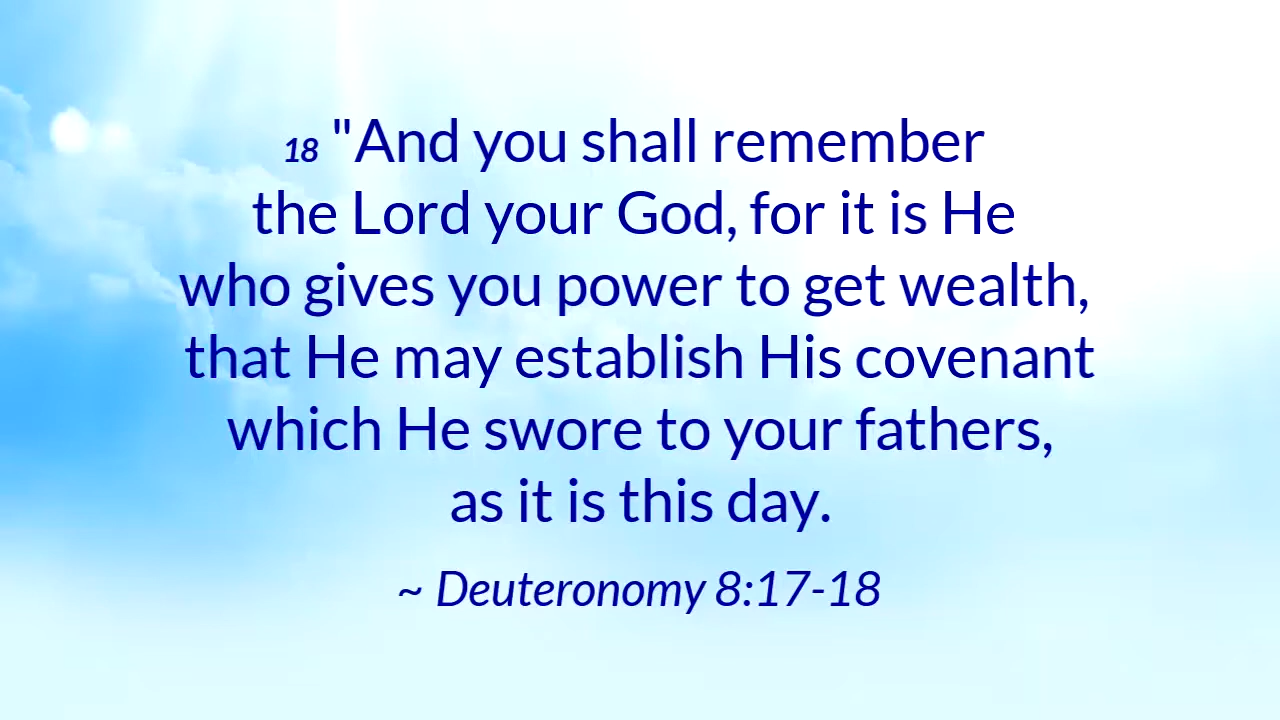 18 "And you shall remember
the Lord your God, for it is He
who gives you power to get wealth,
that He may establish His covenant
which He swore to your fathers,
as it is this day.
~ Deuteronomy 8:17-18